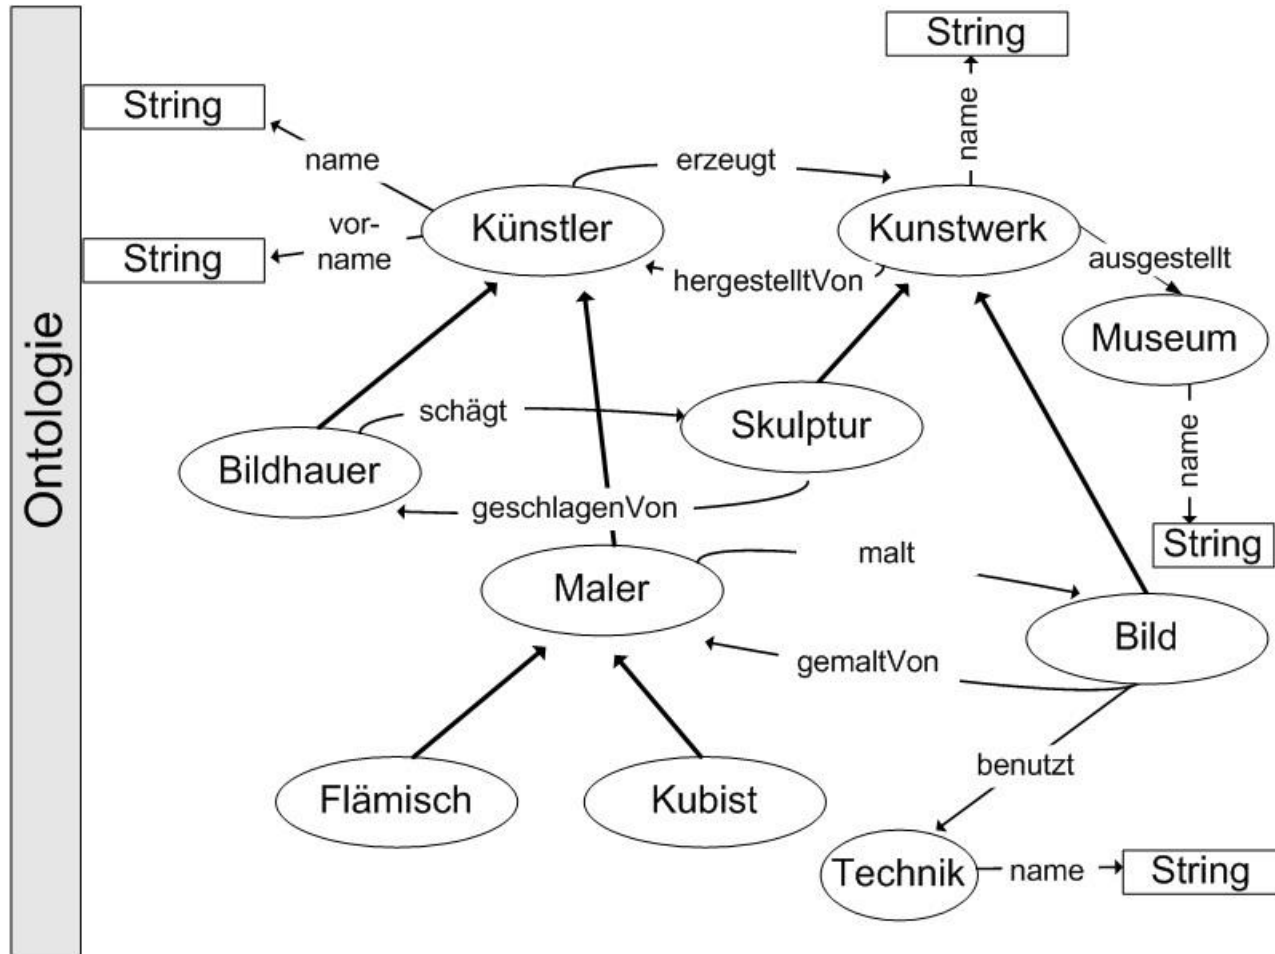 Ontologie
String
String
name
name
erzeugt
String
vor-
name
Künstler
Kunstwerk
hergestelltVon
ausgestellt
Museum
schägt
Skulptur
name
Bildhauer
geschlagenVon
String
malt
Maler
Bild
gemaltVon
benutzt
Flämisch
Kubist
Technik
name
String